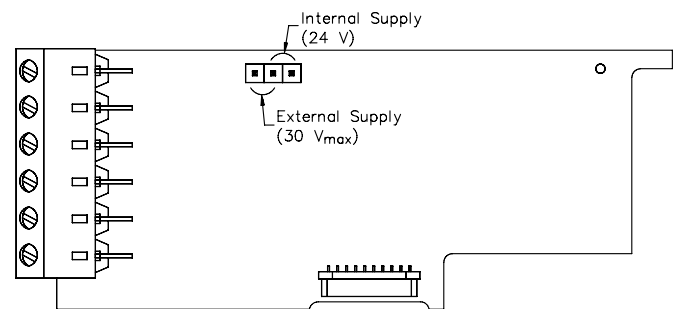 Internal Supply
(24 V)
External Supply
(30 Vmax)